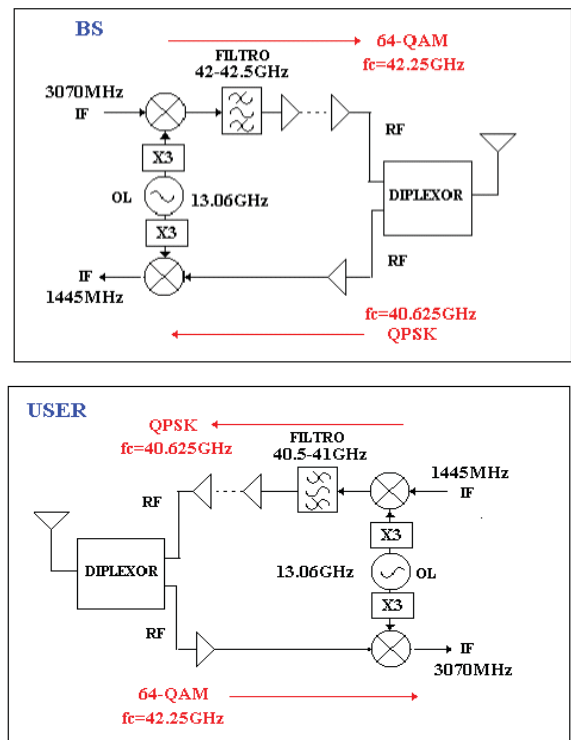 BS
64-QAM
fc=42.25GHz
FILTRO
42-42.5GHz
3070MHz
IF
RF
X3
OL
13.06GHz
DIPLEXOR
X3
IF
1445MHz
RF
fc=40.625GHz
QPSK
USER
QPSK
fc=40.625GHz
FILTRO
40.5-41GHz
1445MHz
IF
RF
X3
DIPLEXOR
13.06GHz
OL
X3
RF
IF
3070MHz
64-QAM
fc=42.25GHz